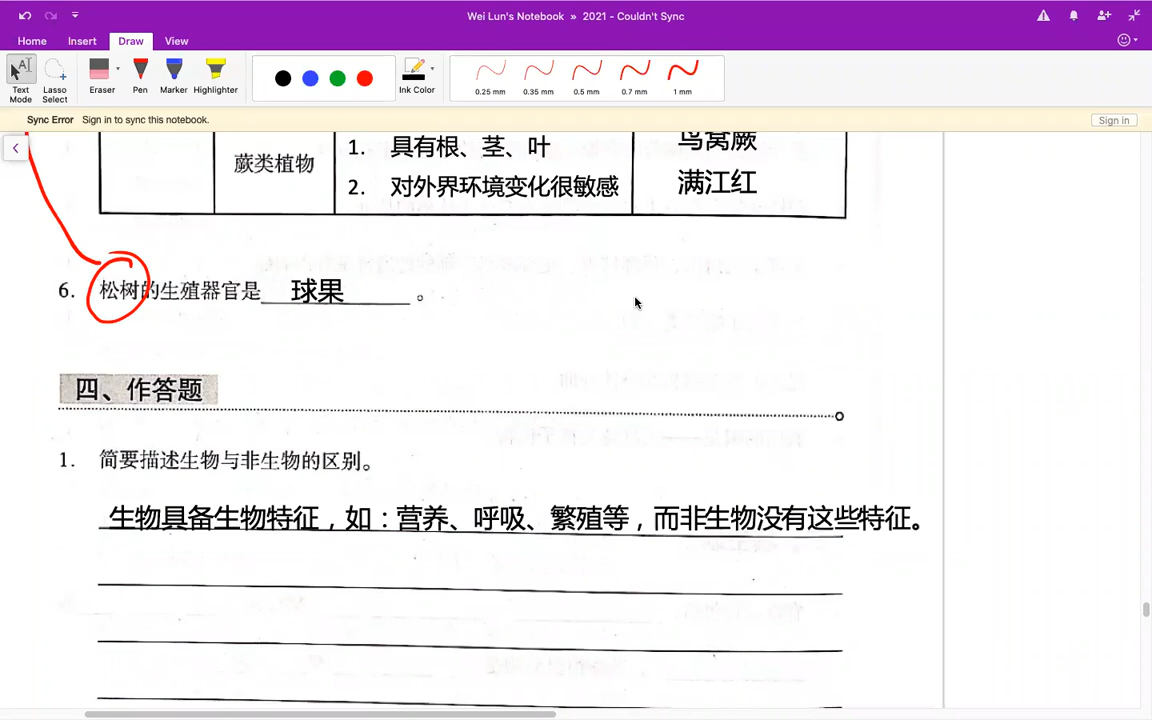 Wei Lun's Notebook » 2021 - Couldn't Sync
Home Insert Draw View
Text Mode
Lasso Select
Eraser
Pen
Marker
Highlighter
Ink Color
0.25 mm 0.35 mm 0.5 mm 0.7 mm 1 mm
Sync Error Sign in to sync this notebook. Sign in
鸟窝蕨
蕨类植物 1. 具有根、茎、叶
2. 对外界环境变化很敏感 满江红
6. 松树的生殖器官是 球果 。
四、作答题
1. 简要描述生物与非生物的区别。
生物具备生物特征，如：营养、呼吸、繁殖等，而非生物没有这些特征。